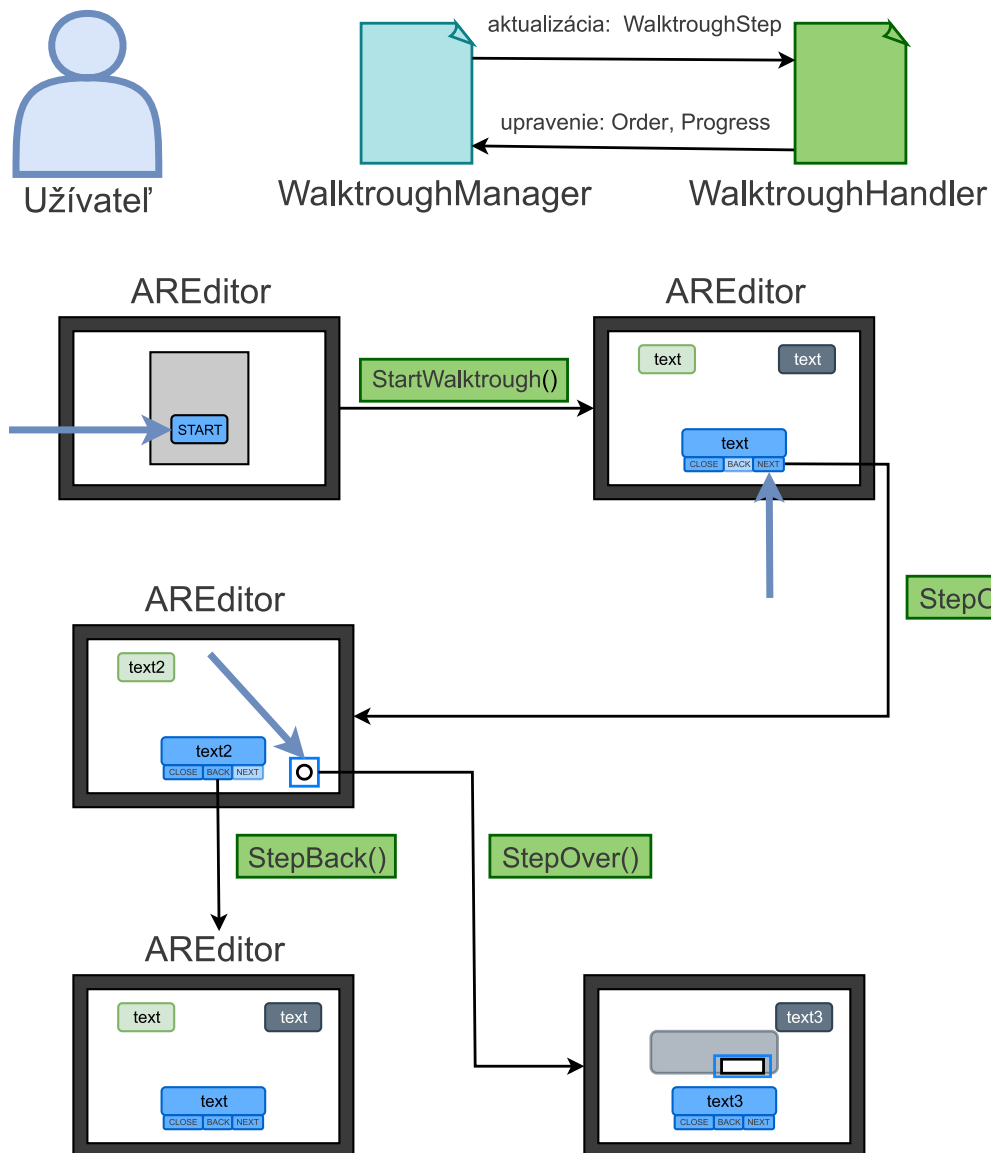 aktualizácia: WalktroughStep
upravenie: Order, Progress
Užívateľ
WalktroughManager
WalktroughHandler
AREditor
AREditor
START
StartWalktrough()
text
text
text
CLOSE
BACK
NEXT
StepO
AREditor
text2
text2
CLOSE
BACK
NEXT
StepBack()
StepOver()
AREditor
text
text
text
CLOSE
BACK
NEXT
text3
text3
CLOSE
BACK
NEXT